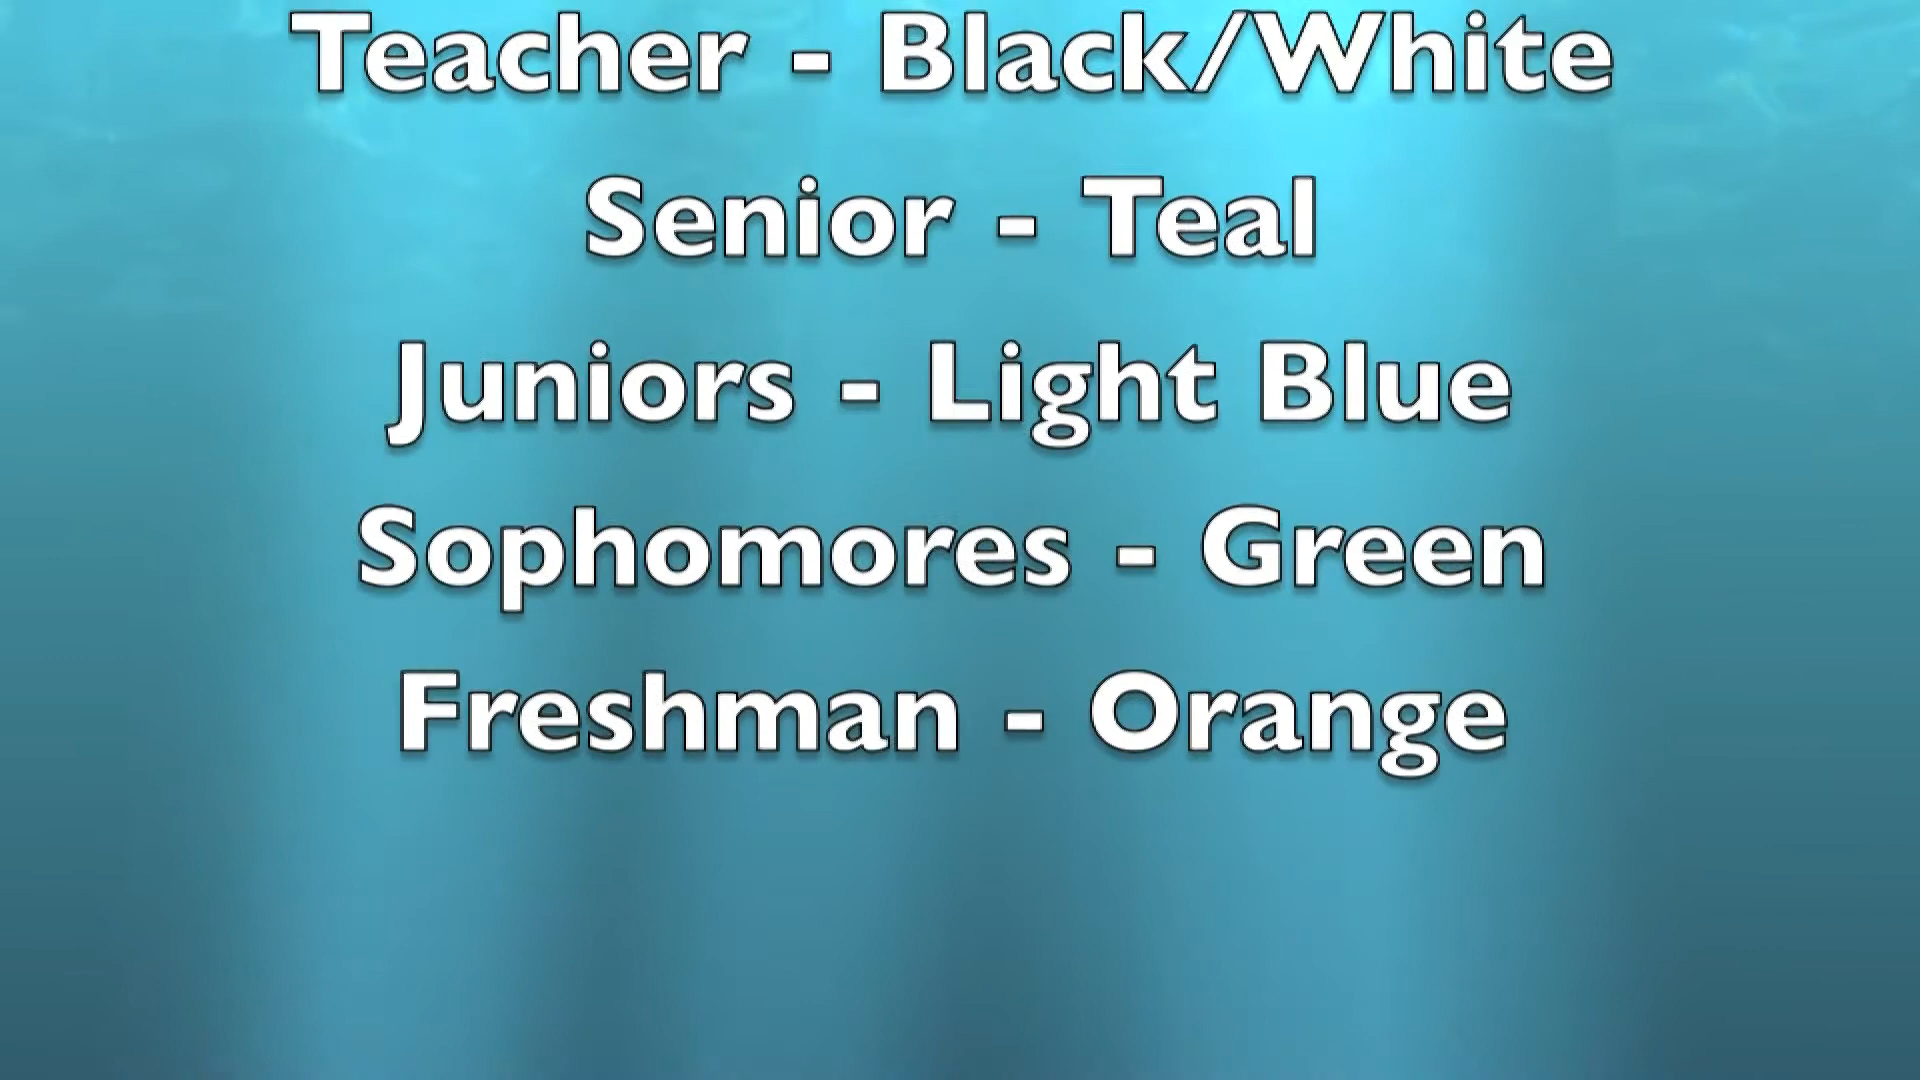 Teacher - Black/White
Senior - Teal
Juniors - Light Blue
Sophomores - Green
Freshman - Orange